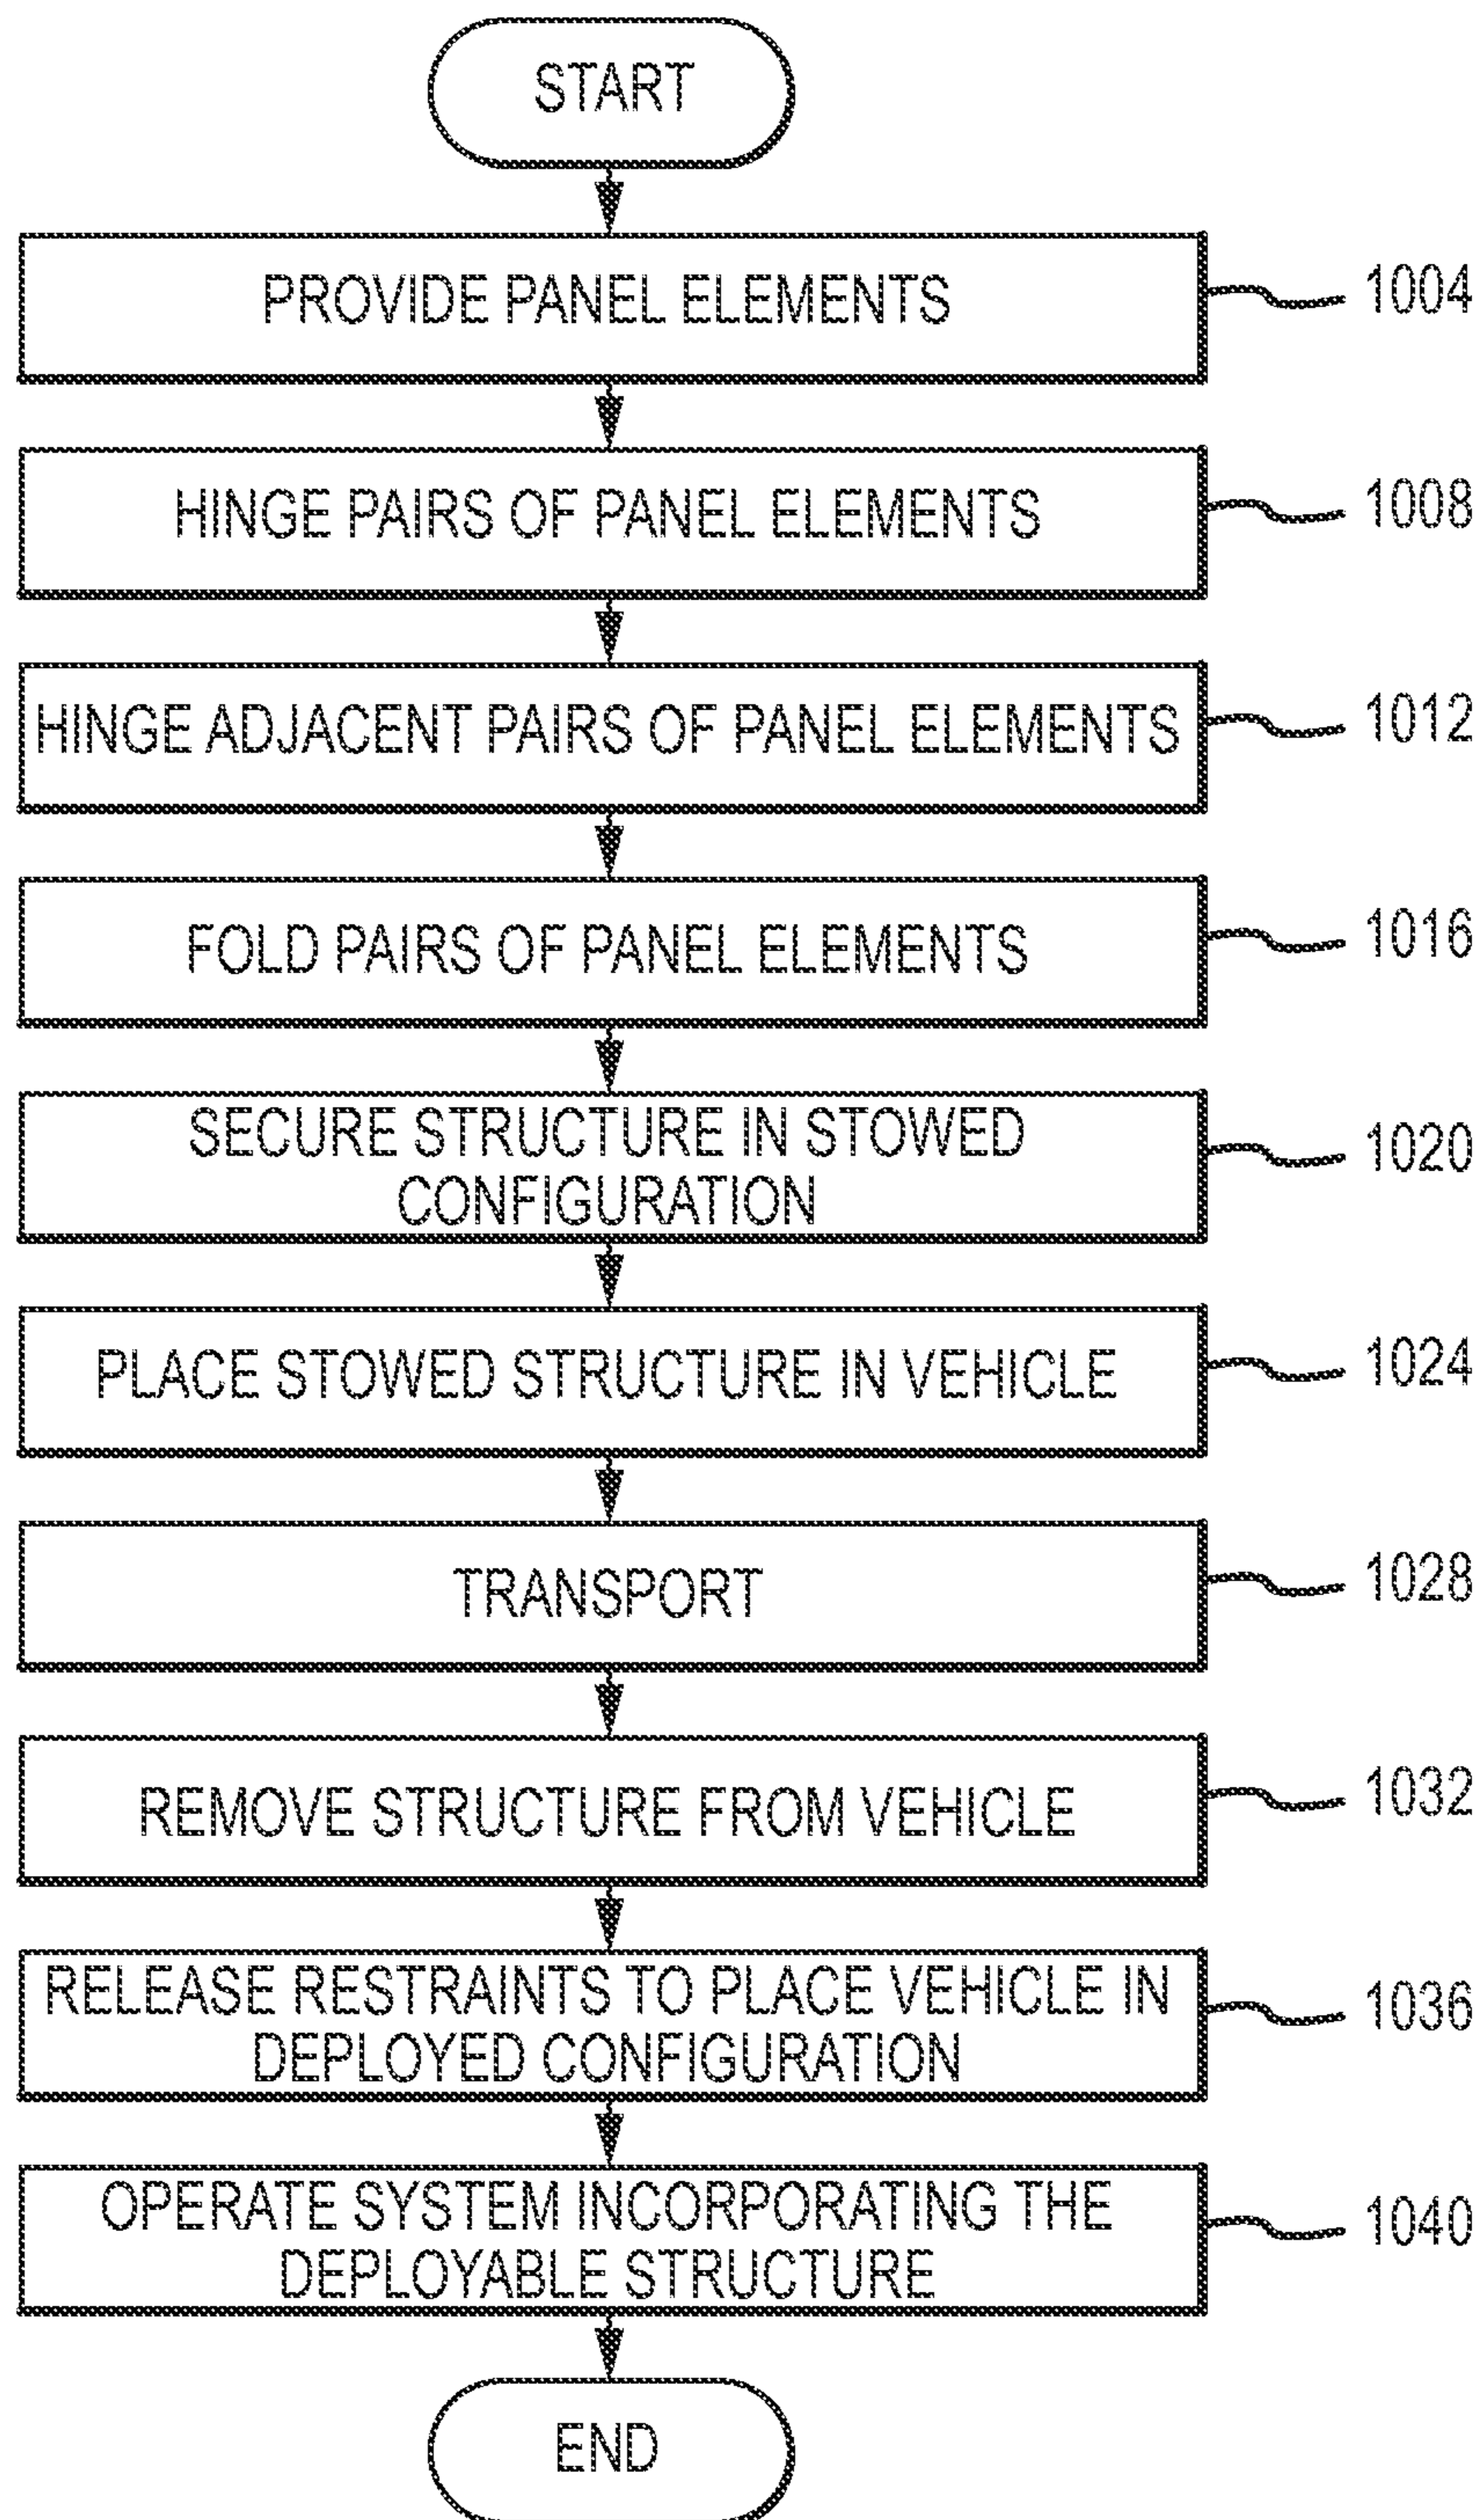 START
PROVIDE PANEL ELEMENTS
1004
HINGE PAIRS OF PANEL ELEMENTS
1008
HINGE ADJACENT PAIRS OF PANEL ELEMENTS
1012
FOLD PAIRS OF PANEL ELEMENTS
1016
SECURE STRUCTURE IN STOWED
CONFIGURATION
1020
PLACE STOWED STRUCTURE IN VEHICLE
1024
TRANSPORT
1028
REMOVE STRUCTURE FROM VEHICLE
1032
RELEASE RESTRAINTS TO PLACE VEHICLE IN
DEPLOYED CONFIGURATION
1036
OPERATE SYSTEM INCORPORATING THE
DEPLOYABLE STRUCTURE
1040
END